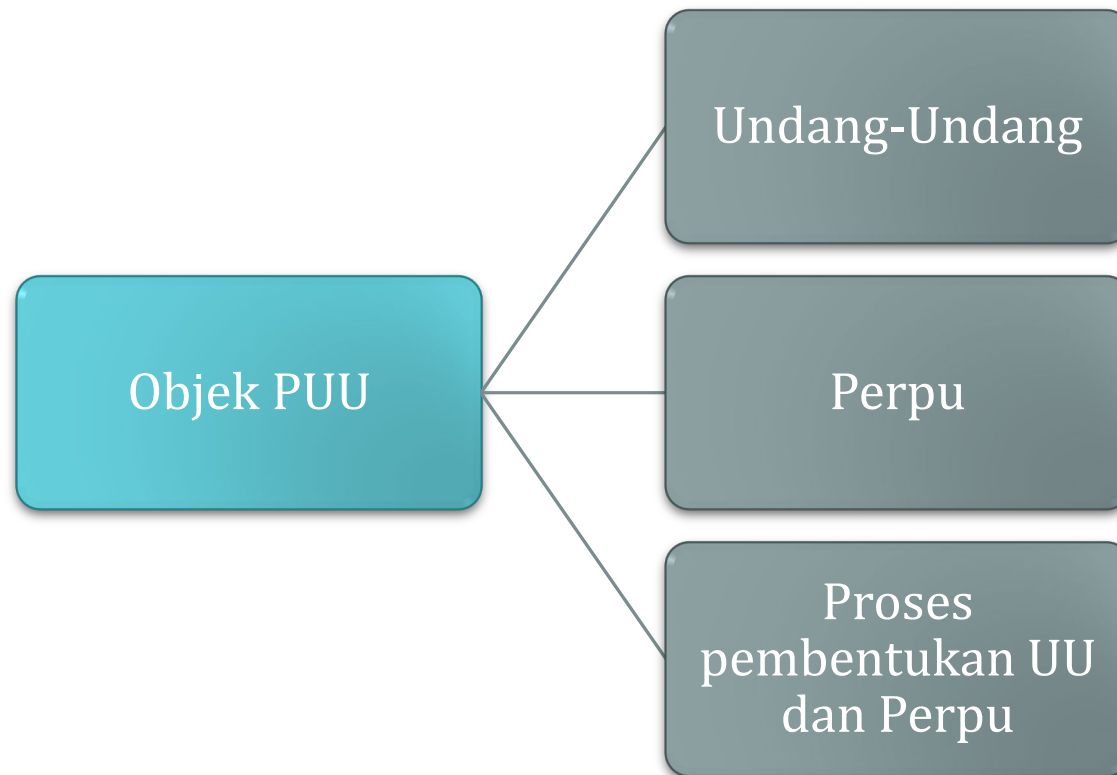 Objek PUU
Undang-Undang
Perpu
Proses
pembentukan UU
dan Perpu